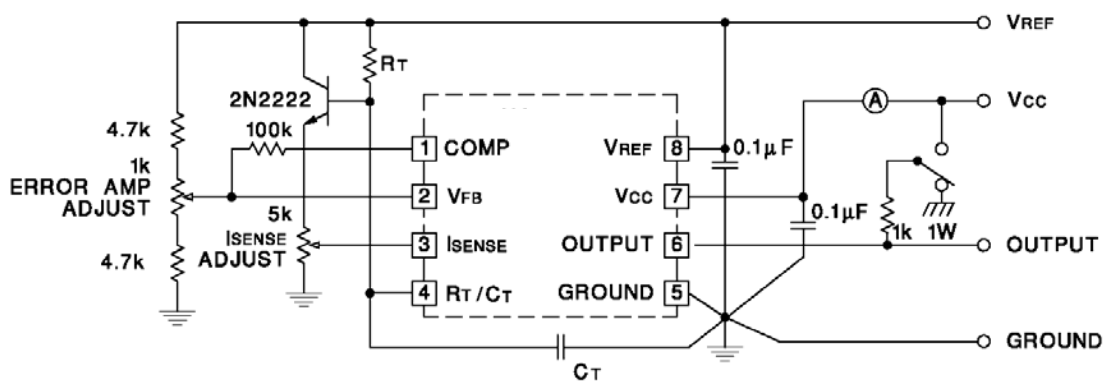 VREF
RT
2N2222
A
VCC
4.7k
100k
1 COMP
VREF 8
0.1µF
1k
ERROR AMP
ADJUST
2 VFB
VCC 7
0.1µF
5k
ISENSE
ADJUST
3 ISENSE
OUTPUT 6
1k
1W
OUTPUT
4.7k
4 RT/CT
GROUND 5
GROUND
CT